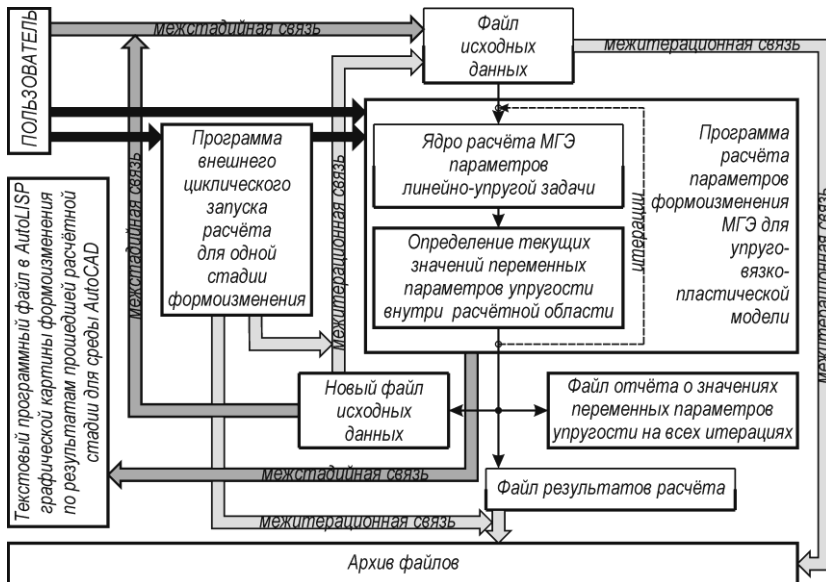 ПОЛЬЗОВАТЕЛЬ
межстадийная связь
Файл
исходных
данных
межитерационная связь
Программа
внешнего
циклического
запуска
расчёта
для одной
стадии
формоизменения
межстадийная связь
межитерационная связь
Ядро расчёта МГЭ
параметров
линейно-упругой задачи
Определение текущих
значений переменных
параметров упругости
внутри расчётной области
итерации
Программа
расчёта
параметров
формоизменения
МГЭ для
упруго-
вязко-
пластической
модели
межитерационная связь
Текстовый программный файл в AutoLISP
графической картины формоизменения
по результатам прошедшей расчётной
стадии для среды AutoCAD
Новый файл
исходных
данных
Файл отчёта о значениях
переменных параметров
упругости на всех итерациях
межстадийная связь
Файл результатов расчёта
межитерационная связь
Архив файлов